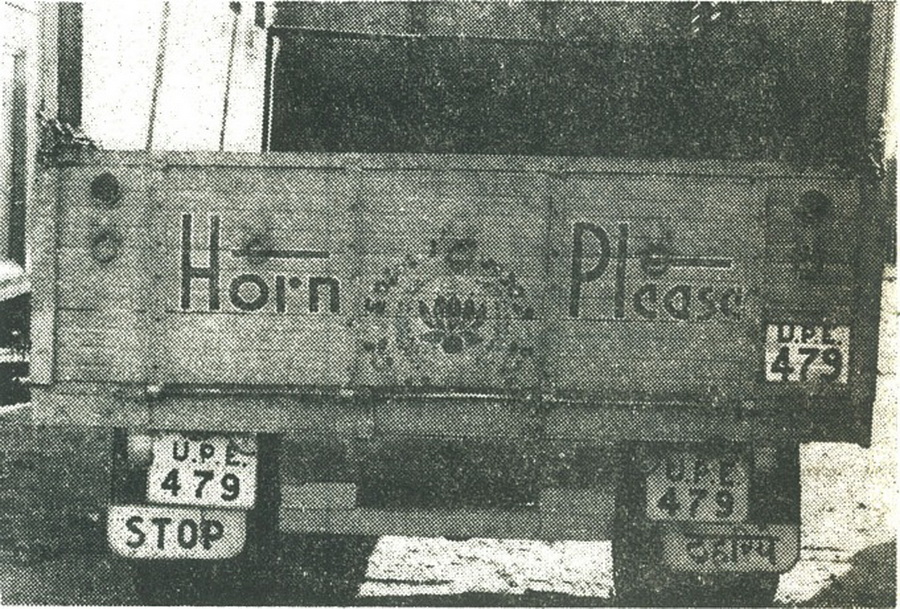 Horn Please
U.P.E.
479
U.P.E.
479
STOP
U.P.E
479